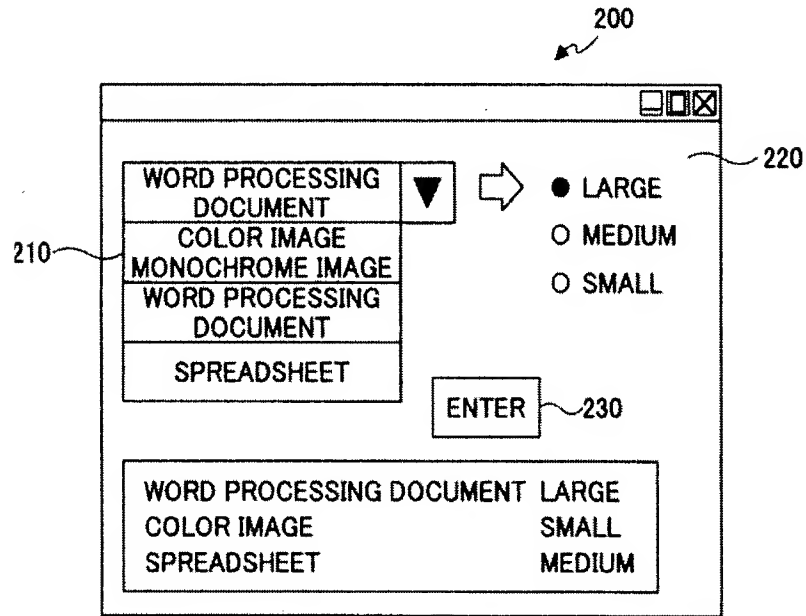 200
220
WORD PROCESSING
DOCUMENT
LARGE
MEDIUM
SMALL
210
COLOR IMAGE
MONOCHROME IMAGE
WORD PROCESSING
DOCUMENT
SPREADSHEET
ENTER
230
WORD PROCESSING DOCUMENT LARGE
COLOR IMAGE SMALL
SPREADSHEET MEDIUM